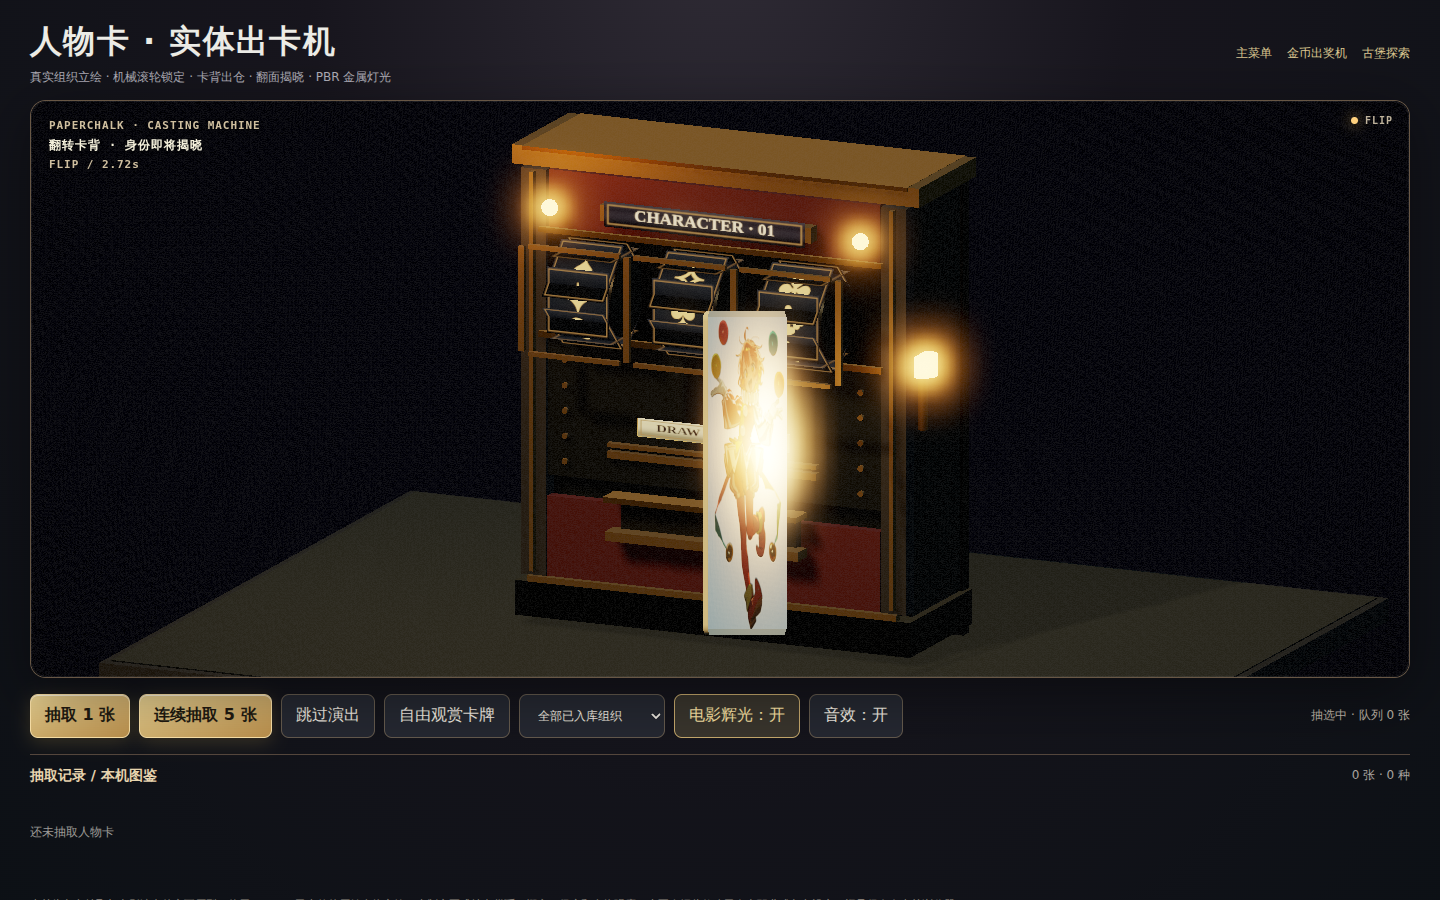 人物卡 · 实体出卡机
真实组织立绘 · 机械滚轮锁定 · 卡背出仓 · 翻面揭晓 · PBR 金属灯光
主菜单 金币出奖机 古堡探索
PAPERCHALK · CASTING MACHINE
翻转卡背 · 身份即将揭晓
FLIP / 2.72s
FLIP
CHARACTER · 01
DRAW
抽取 1 张 连续抽取 5 张 跳过演出 自由观赏卡牌 全部已入库组织 电影辉光：开 音效：开
抽选中 · 队列 0 张
抽取记录 / 本机图鉴
0 张 · 0 种
还未抽取人物卡